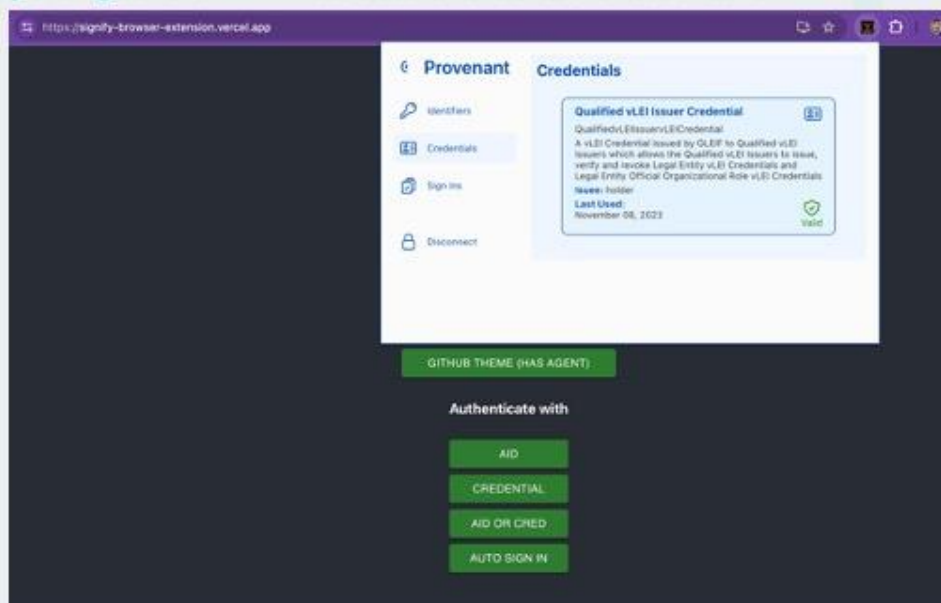 https://signify-browser-extension.vercel.app
Provenant
Identifiers
Credentials
Sign Ins
Disconnect
Credentials
Qualified vLEI Issuer Credential
QualifiedvLEIIssuervLEICredential
A vLEI Credential issued by GLEIF to Qualified vLEI
Issuers which allows the Qualified vLEI Issuers to issue,
verify and revoke Legal Entity vLEI Credentials and
Legal Entity Official Organizational Role vLEI Credentials
holder
Last Used:
November 08, 2023
Valid
GITHUB THEME (HAS AGENT)
Authenticate with
AID
CREDENTIAL
AID OR CRED
AUTO SIGN IN